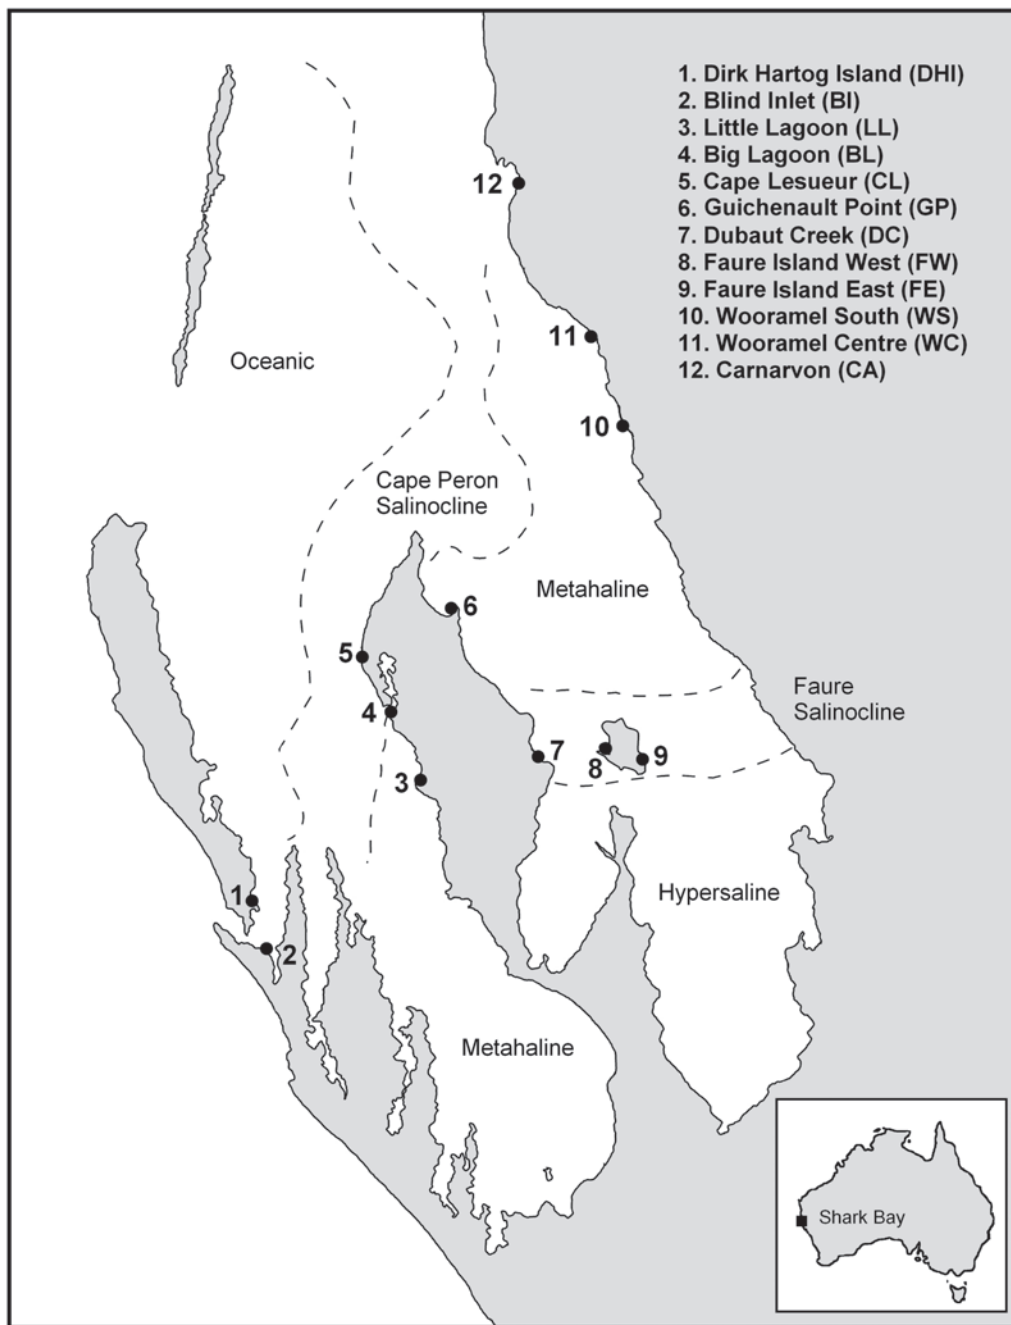 1. Dirk Hartog Island (DHI)
2. Blind Inlet (BI)
3. Little Lagoon (LL)
4. Big Lagoon (BL)
5. Cape Lesueur (CL)
6. Guichenault Point (GP)
7. Dubaut Creek (DC)
8. Faure Island West (FW)
9. Faure Island East (FE)
10. Wooramel South (WS)
11. Wooramel Centre (WC)
12. Carnarvon (CA)
12
11
Oceanic
10
Cape Peron
Salinocline
Metahaline
6
5
Faure
Salinocline
4
7
8
9
3
1
Hypersaline
2
Metahaline
Shark Bay